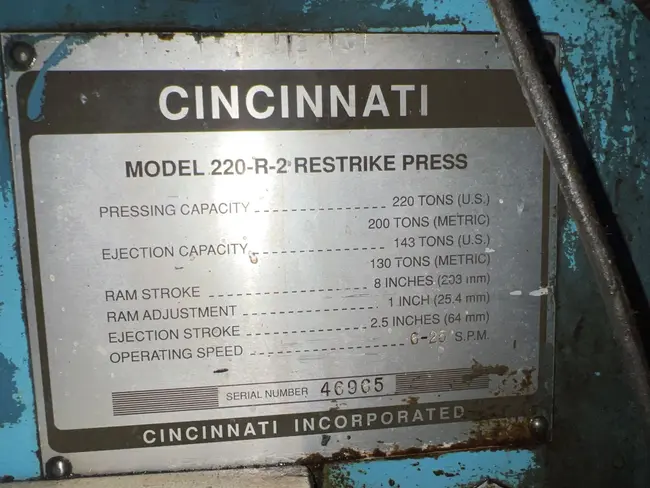 CINCINNATI
MODEL 220-R-2 RESTRIKE PRESS
PRESSING CAPACITY 220 TONS (U.S.)
200 TONS (METRIC)
EJECTION CAPACITY 143 TONS (U.S.)
130 TONS (METRIC)
RAM STROKE 8 INCHES (203 mm)
RAM ADJUSTMENT 1 INCH (25.4 mm)
EJECTION STROKE 2.5 INCHES (64 mm)
OPERATING SPEED S.P.M.
SERIAL NUMBER 46965
CINCINNATI INCORPORATED